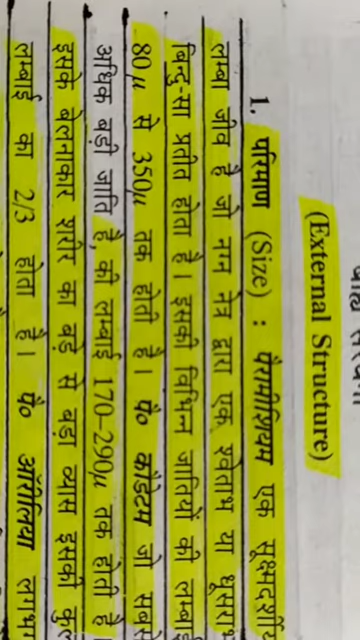 बाह्य संरचना
(External Structure)
1. परिमाण (Size) : पैरामीशियम एक सूक्ष्मदर्शी
लम्बा जीव है जो नग्न नेत्र द्वारा एक श्वेताभ या धूसराभ
बिन्दु-सा प्रतीत होता है। इसकी विभिन्न जातियों की लम्बाई
80μ से 350μ तक होती है। पै० कॉडेटम जो सबसे
अधिक बड़ी जाति है, की लम्बाई 170–290μ तक होती है।
इसके बेलनाकार शरीर का बड़े से बड़ा व्यास इसकी कुल
लम्बाई का 2/3 होता है। पै० ऑरीलिया